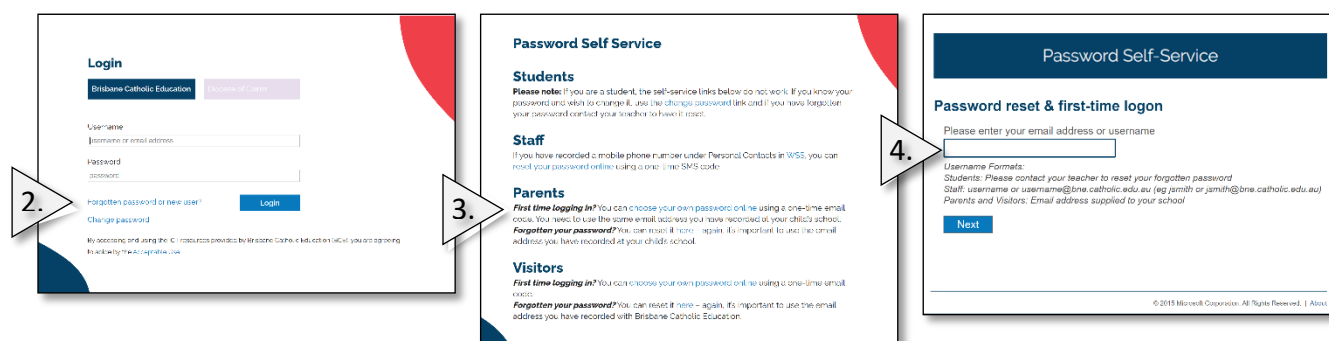 2.
Login
Brisbane Catholic Education
Diocese of Cairns
Username
username or email address
Password
password
Forgotten password or new user?
Login
Change password
By accessing and using the ICT resources provided by Brisbane Catholic Education (BCE), you are agreeing
to abide by the Acceptable Use
3.
Password Self Service
Students
Please note: If you are a student, the self-service links below do not work. If you know your
password and wish to change it, use the change password link and if you have forgotten
your password contact your teacher to have it reset.
Staff
If you have recorded a mobile phone number under Personal Contacts in WSS, you can
reset your password online using a one-time SMS code
Parents
First time logging in? You can choose your own password online using a one-time email
code. You need to use the same email address you have recorded at your child's school.
Forgotten your password? You can reset it here – again, it's important to use the email
address you have recorded at your child's school.
Visitors
First time logging in? You can choose your own password online using a one-time email
code.
Forgotten your password? You can reset it here – again, it's important to use the email
address you have recorded with Brisbane Catholic Education.
4.
Password Self-Service
Password reset & first-time logon
Please enter your email address or username
Username Formats:
Students: Please contact your teacher to reset your forgotten password
Staff: username or username@bne.catholic.edu.au (eg jsmith or jsmith@bne.catholic.edu.au)
Parents and Visitors: Email address supplied to your school
Next
© 2015 Microsoft Corporation. All Rights Reserved. | About